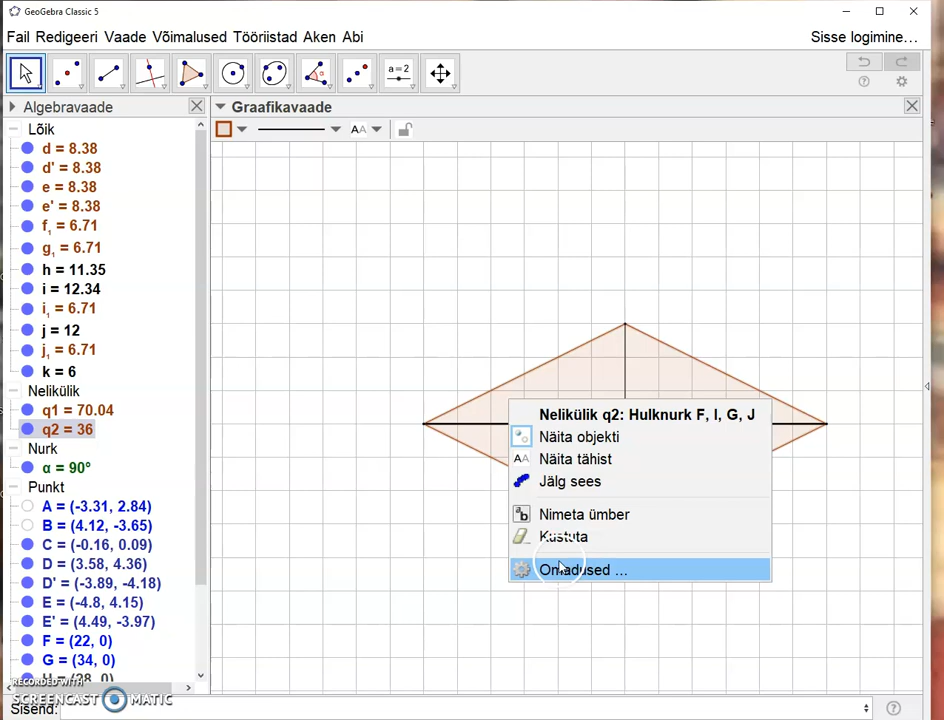 GeoGebra Classic 5
Fail Redigeeri Vaade Võimalused Tööriistad Aken Abi
Sisse logimine…
a=2
Algebravaade
Graafikavaade
AA
Lõik
d = 8.38
d' = 8.38
e = 8.38
e' = 8.38
f₁ = 6.71
g₁ = 6.71
h = 11.35
i = 12.34
i₁ = 6.71
j = 12
j₁ = 6.71
k = 6
Nelikülik
q1 = 70.04
q2 = 36
Nurk
α = 90°
Punkt
A = (-3.31, 2.84)
B = (4.12, -3.65)
C = (-0.16, 0.09)
D = (3.58, 4.36)
D' = (-3.89, -4.18)
E = (-4.8, 4.15)
E' = (4.49, -3.97)
F = (22, 0)
G = (34, 0)
Nelikülik q2: Hulknurk F, I, G, J
Näita objekti
AA Näita tähist
Jälg sees
ab Nimeta ümber
Kustuta
Omadused ...
RECORDED WITH
SCREENCAST MATIC
Sisend: